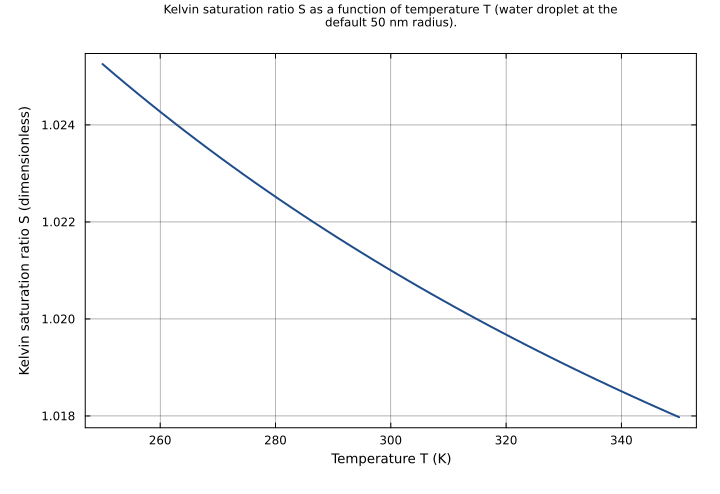 Kelvin saturation ratio S as a function of temperature T (water droplet at the
default 50 nm radius).
Kelvin saturation ratio S (dimensionless)
1.024
1.022
1.020
1.018
260 280 300 320 340
Temperature T (K)